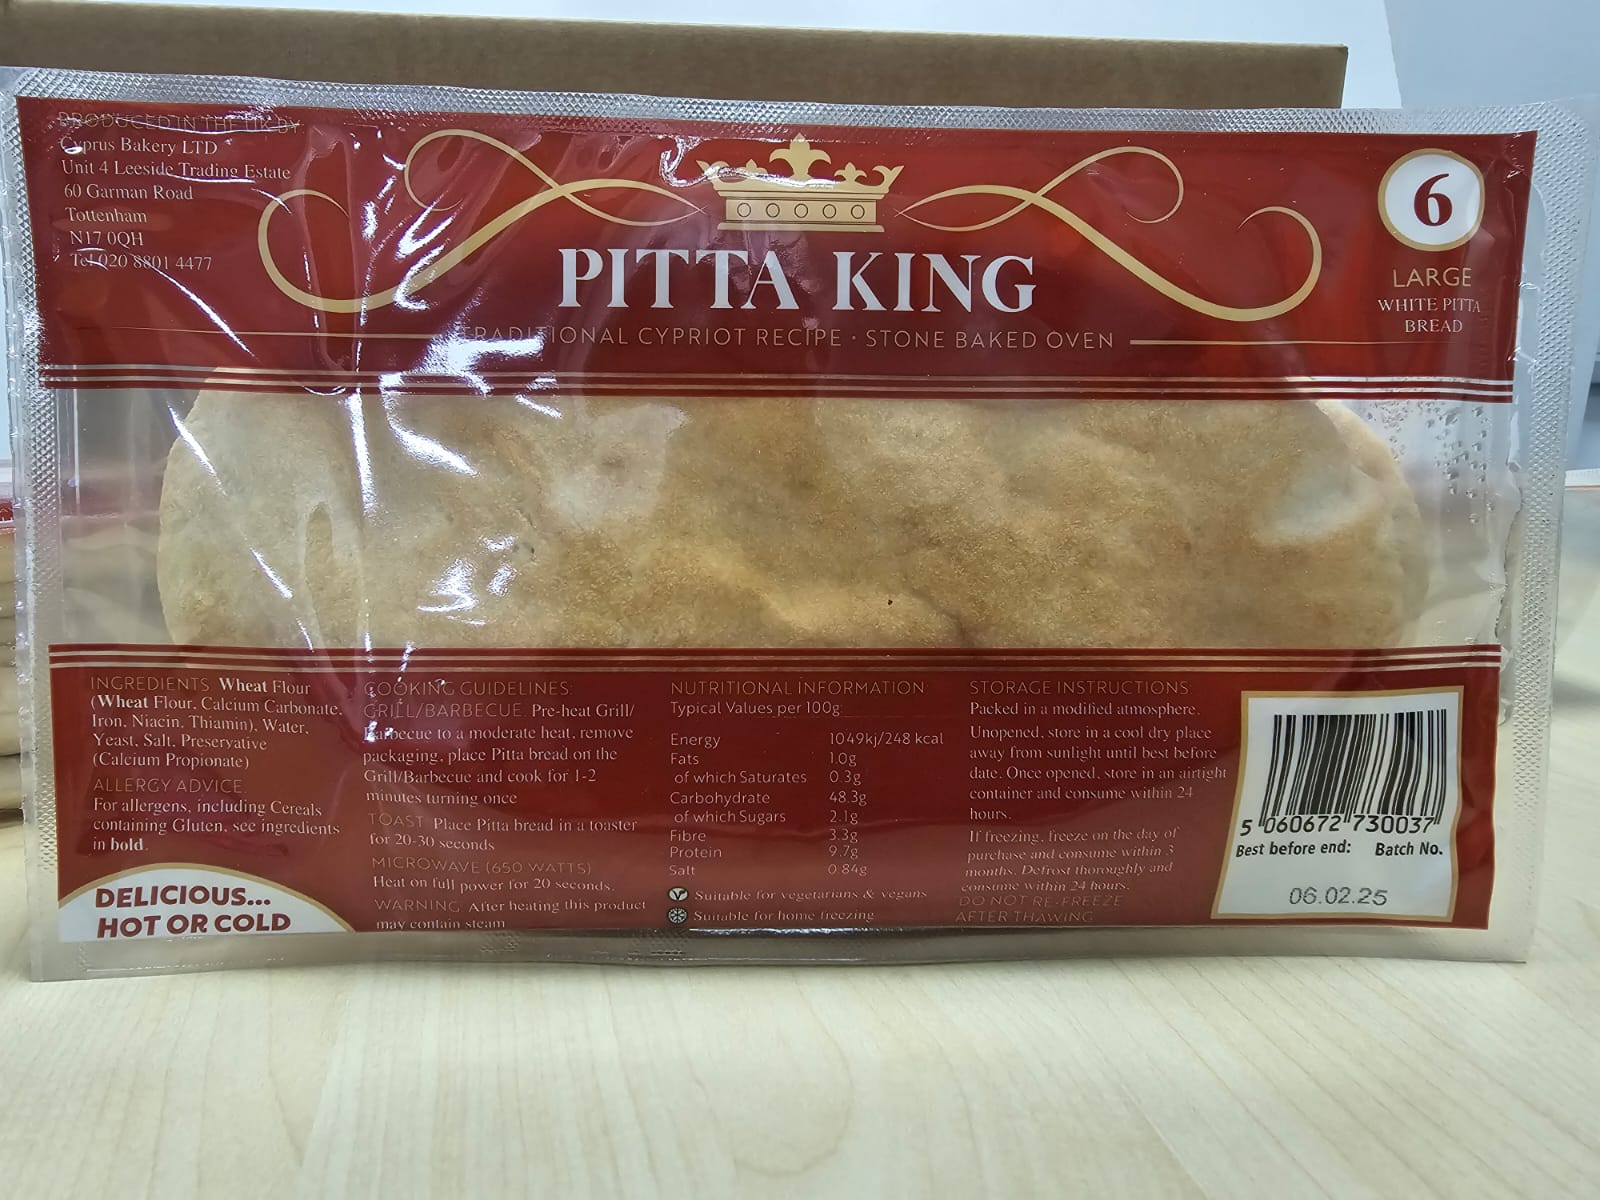 PRODUCED IN THE UK BY
Cyprus Bakery LTD
Unit 4 Leeside Trading Estate
60 Garman Road
Tottenham
N17 0QH
Tel 020 8801 4477
PITTA KING
TRADITIONAL CYPRIOT RECIPE • STONE BAKED OVEN
6
LARGE
WHITE PITTA
BREAD
INGREDIENTS Wheat Flour
(Wheat Flour, Calcium Carbonate,
Iron, Niacin, Thiamin), Water,
Yeast, Salt, Preservative
(Calcium Propionate)
ALLERGY ADVICE
For allergens, including Cereals
containing Gluten, see ingredients
in bold.
DELICIOUS...
HOT OR COLD
COOKING GUIDELINES:
GRILL/BARBECUE. Pre-heat Grill/
Barbecue to a moderate heat, remove
packaging, place Pitta bread on the
Grill/Barbecue and cook for 1-2
minutes turning once
TOAST Place Pitta bread in a toaster
for 20-30 seconds
MICROWAVE (650 WATTS)
Heat on full power for 20 seconds.
WARNING After heating this product
may contain steam
NUTRITIONAL INFORMATION
Typical Values per 100g
Energy 1049kj/248 kcal
Fats 1.0g
of which Saturates 0.3g
Carbohydrate 48.3g
of which Sugars 2.1g
Fibre 3.3g
Protein 9.7g
Salt 0.84g
V Suitable for vegetarians & vegans
Suitable for home freezing
STORAGE INSTRUCTIONS
Packed in a modified atmosphere.
Unopened, store in a cool dry place
away from sunlight until best before
date. Once opened, store in an airtight
container and consume within 24
hours.
If freezing, freeze on the day of
purchase and consume within 3
months. Defrost thoroughly and
consume within 24 hours.
DO NOT RE-FREEZE
AFTER THAWING
5 060672 730037
Best before end: Batch No.
06.02.25